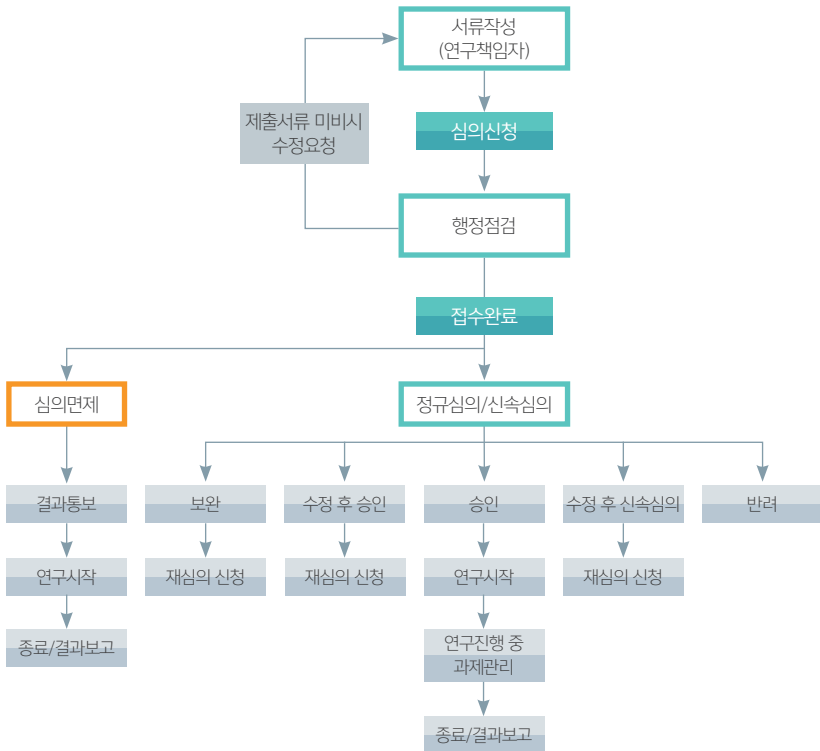 서류작성
(연구책임자)
제출서류 미비시
수정요청
심의신청
행정점검
접수완료
심의면제
정규심의/신속심의
결과통보
보완
수정 후 승인
승인
수정 후 신속심의
반려
연구시작
재심의 신청
재심의 신청
연구시작
재심의 신청
종료/결과보고
연구진행 중
과제관리
종료/결과보고